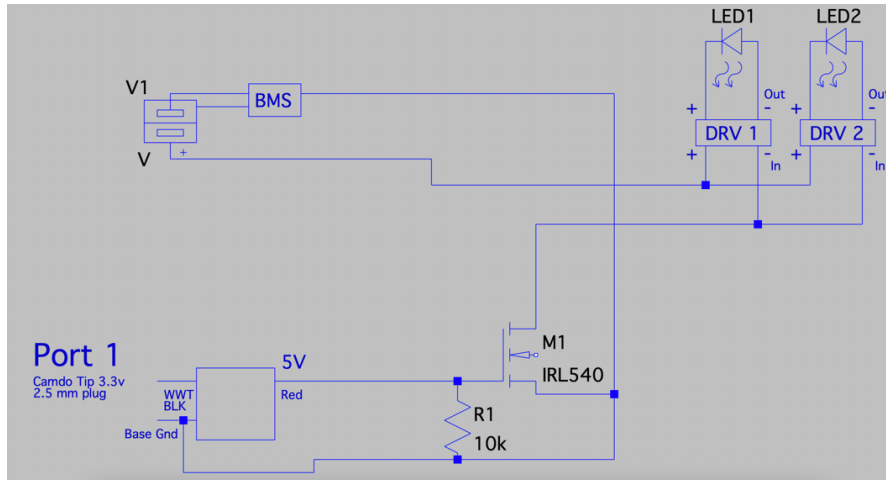 LED1
LED2
V1
BMS
V
+
Out
Out
+
-
+
-
DRV 1
DRV 2
+
-
+
-
In
In
Port 1
Camdo Tip 3.3v
2.5 mm plug
WWT
BLK
Base Gnd
5V
Red
M1
IRL540
R1
10k